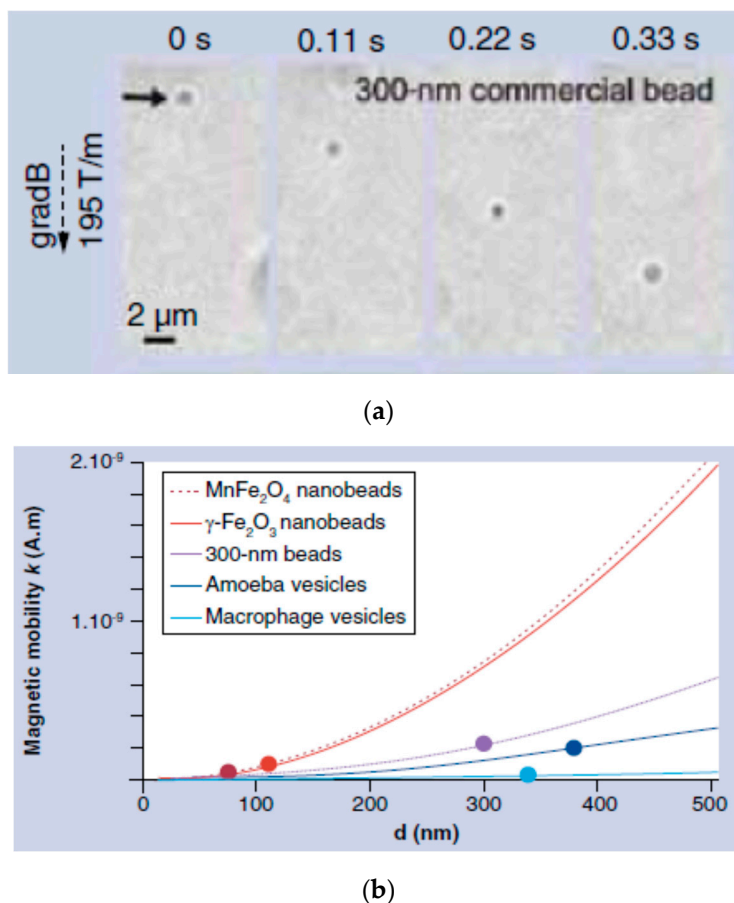 0 s 0.11 s 0.22 s 0.33 s
300-nm commercial bead
gradB
195 T/m
2 µm
(a)
2.10⁻⁹
1.10⁻⁹
0
Magnetic mobility k (A.m)
MnFe₂O₄ nanobeads
γ-Fe₂O₃ nanobeads
300-nm beads
Amoeba vesicles
Macrophage vesicles
0 100 200 300 400 500
d (nm)
(b)